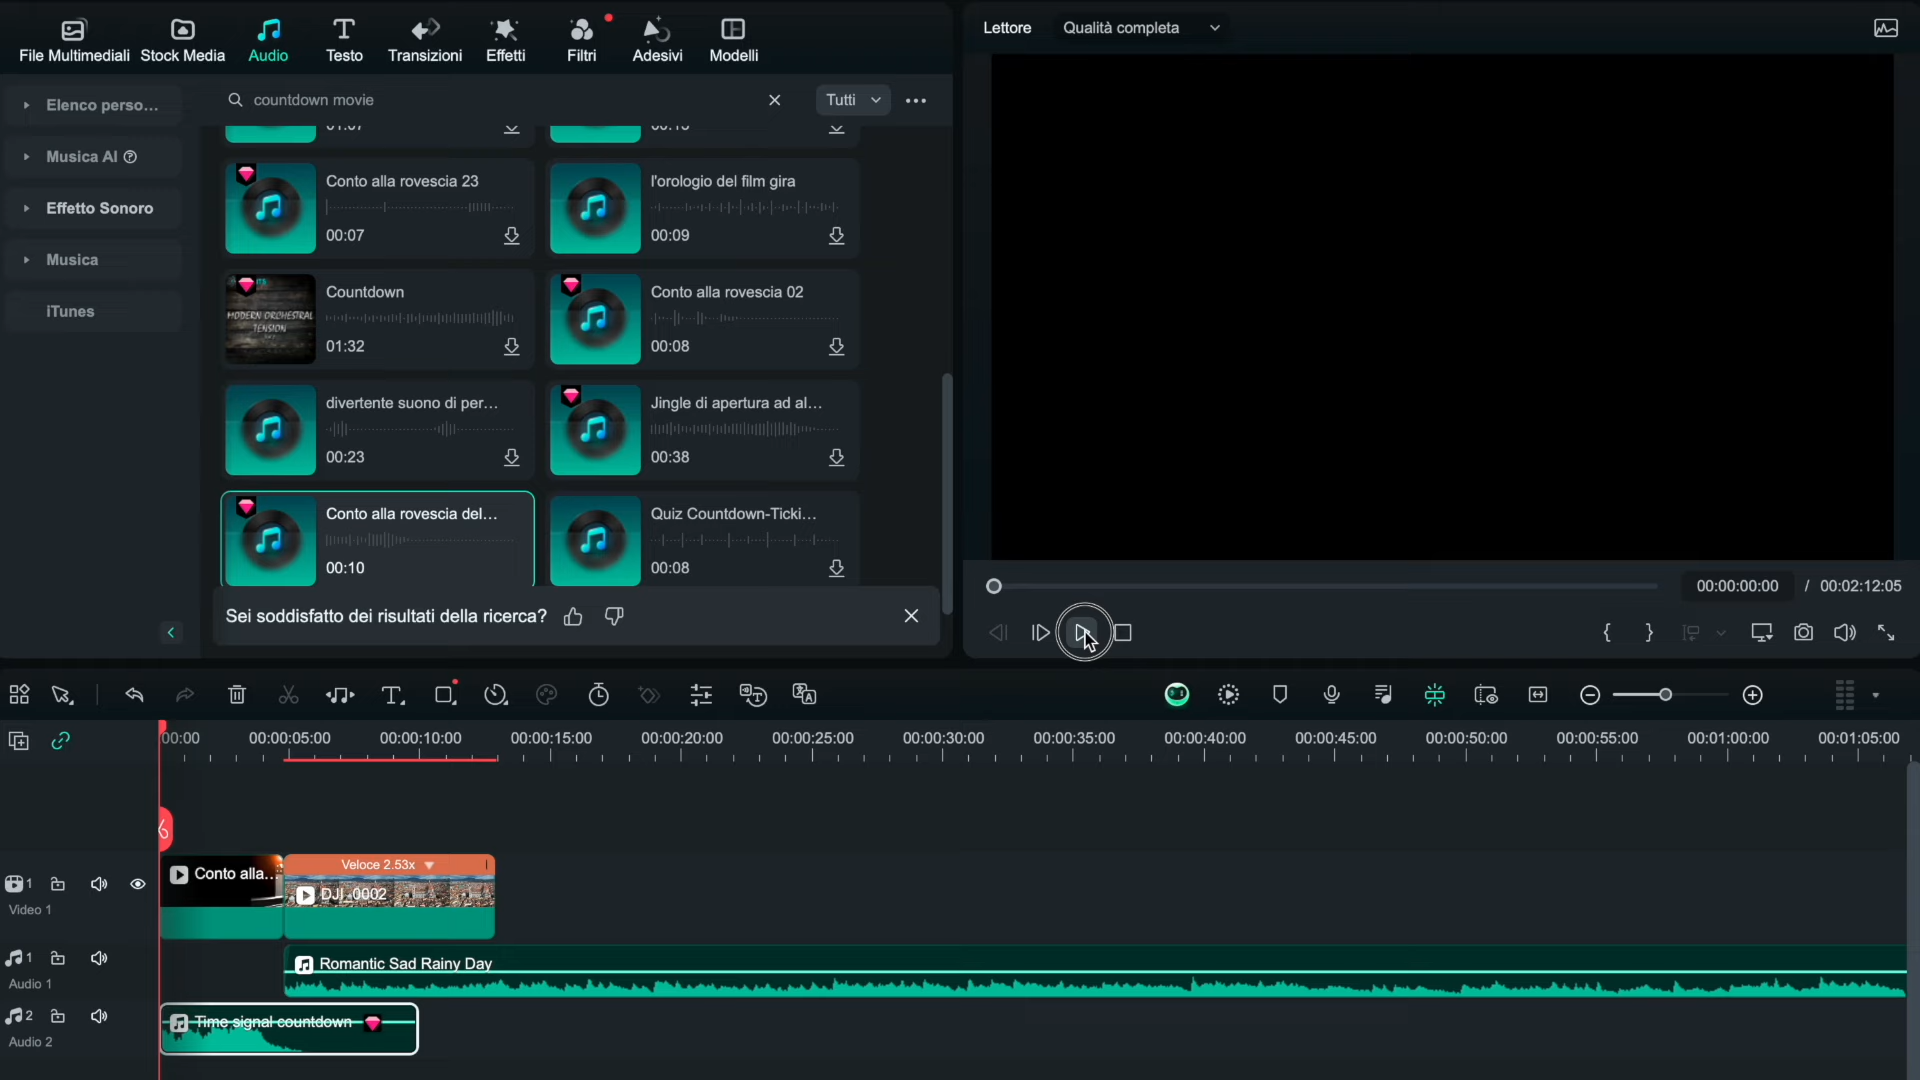 File Multimediali
Stock Media
Audio
Testo
Transizioni
Effetti
Filtri
Adesivi
Modelli
Lettore
Qualità completa
Elenco perso...
Musica AI
Effetto Sonoro
Musica
iTunes
countdown movie
Tutti
Conto alla rovescia 23
00:07
l'orologio del film gira
00:09
MODERN ORCHESTRAL
TENSION
Countdown
01:32
Conto alla rovescia 02
00:08
divertente suono di per...
00:23
Jingle di apertura ad al...
00:38
Conto alla rovescia del...
00:10
Quiz Countdown-Ticki...
00:08
Sei soddisfatto dei risultati della ricerca?
00:00:00:00 / 00:02:12:05
00:00
00:00:05:00
00:00:10:00
00:00:15:00
00:00:20:00
00:00:25:00
00:00:30:00
00:00:35:00
00:00:40:00
00:00:45:00
00:00:50:00
00:00:55:00
00:01:00:00
00:01:05:00
1
Video 1
Conto alla...
Veloce 2.53x
DJI_0002
1
Audio 1
Romantic Sad Rainy Day
2
Audio 2
Time signal countdown